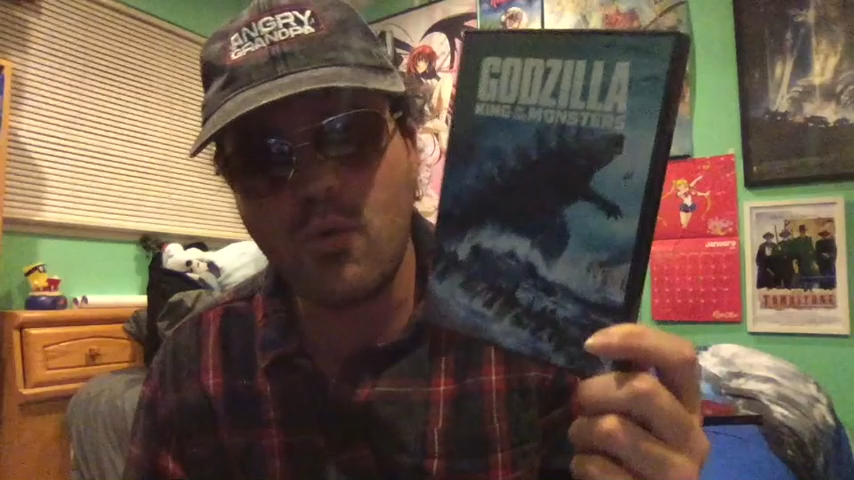 ANGRY
GRANDPA
GODZILLA
KING OF THE MONSTERS
January
TOMBSTONE